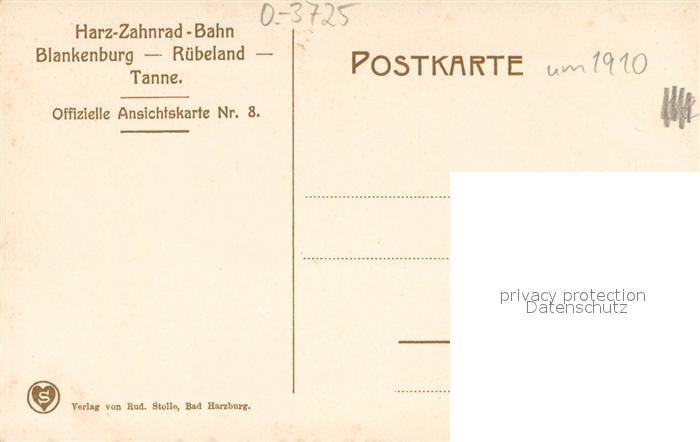 O-3725
Harz-Zahnrad-Bahn
Blankenburg — Rübeland —
Tanne.
Offizielle Ansichtskarte Nr. 8.
POSTKARTE
um 1910
privacy protection
Datenschutz
S
Verlag von Rud. Stolle, Bad Harzburg.